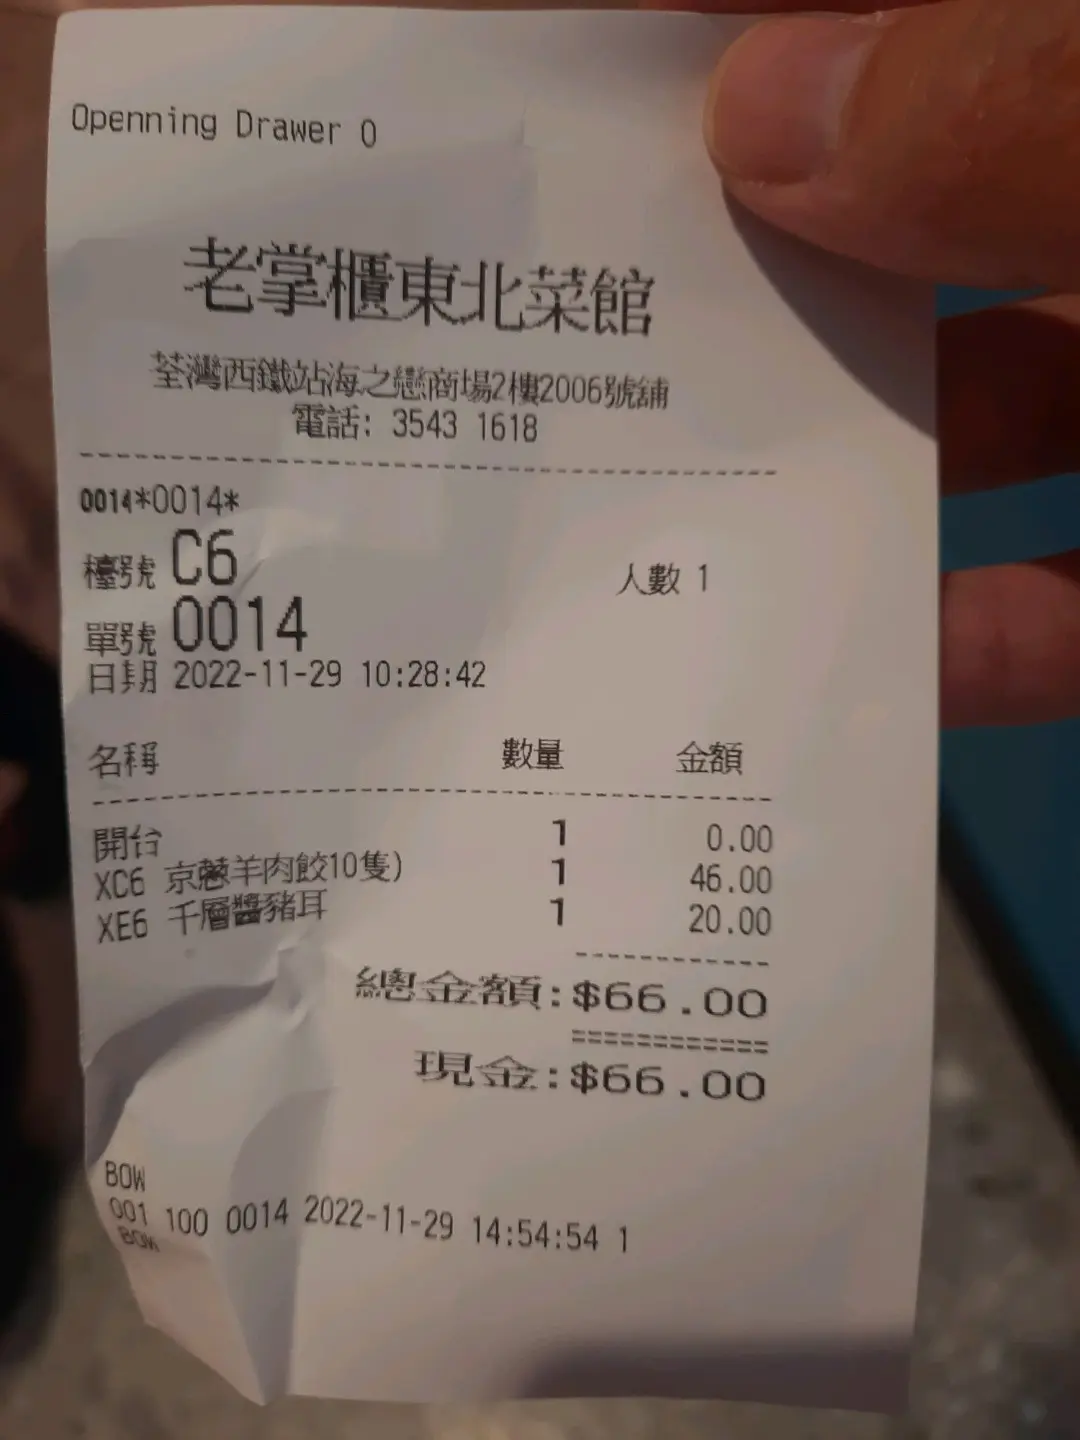 Openning Drawer 0
老掌櫃東北菜館
荃灣西鐵站海之戀商場2樓2006號舖
電話: 3543 1618
0014*0014*
檯號 C6 人數 1
單號 0014
日期 2022-11-29 10:28:42
名稱 數量 金額
開台 1 0.00
XC6 京蔥羊肉餃10隻) 1 46.00
XE6 千層醬豬耳 1 20.00
總金額:$66.00
現金:$66.00
BOW
001 100 0014 2022-11-29 14:54:54 1
BOW